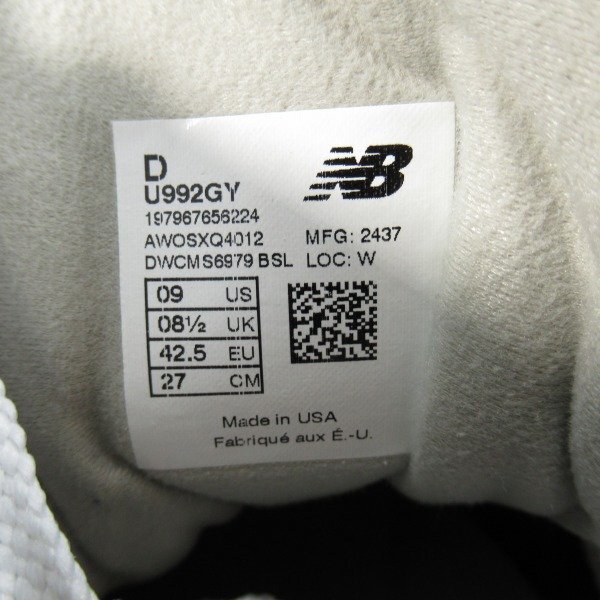 D
U992GY
NB
197967656224
AWOSXQ4012 MFG: 2437
DWCMS6979 BSL LOC: W
09 US
08½ UK
42.5 EU
27 CM
Made in USA
Fabriqué aux É.-U.